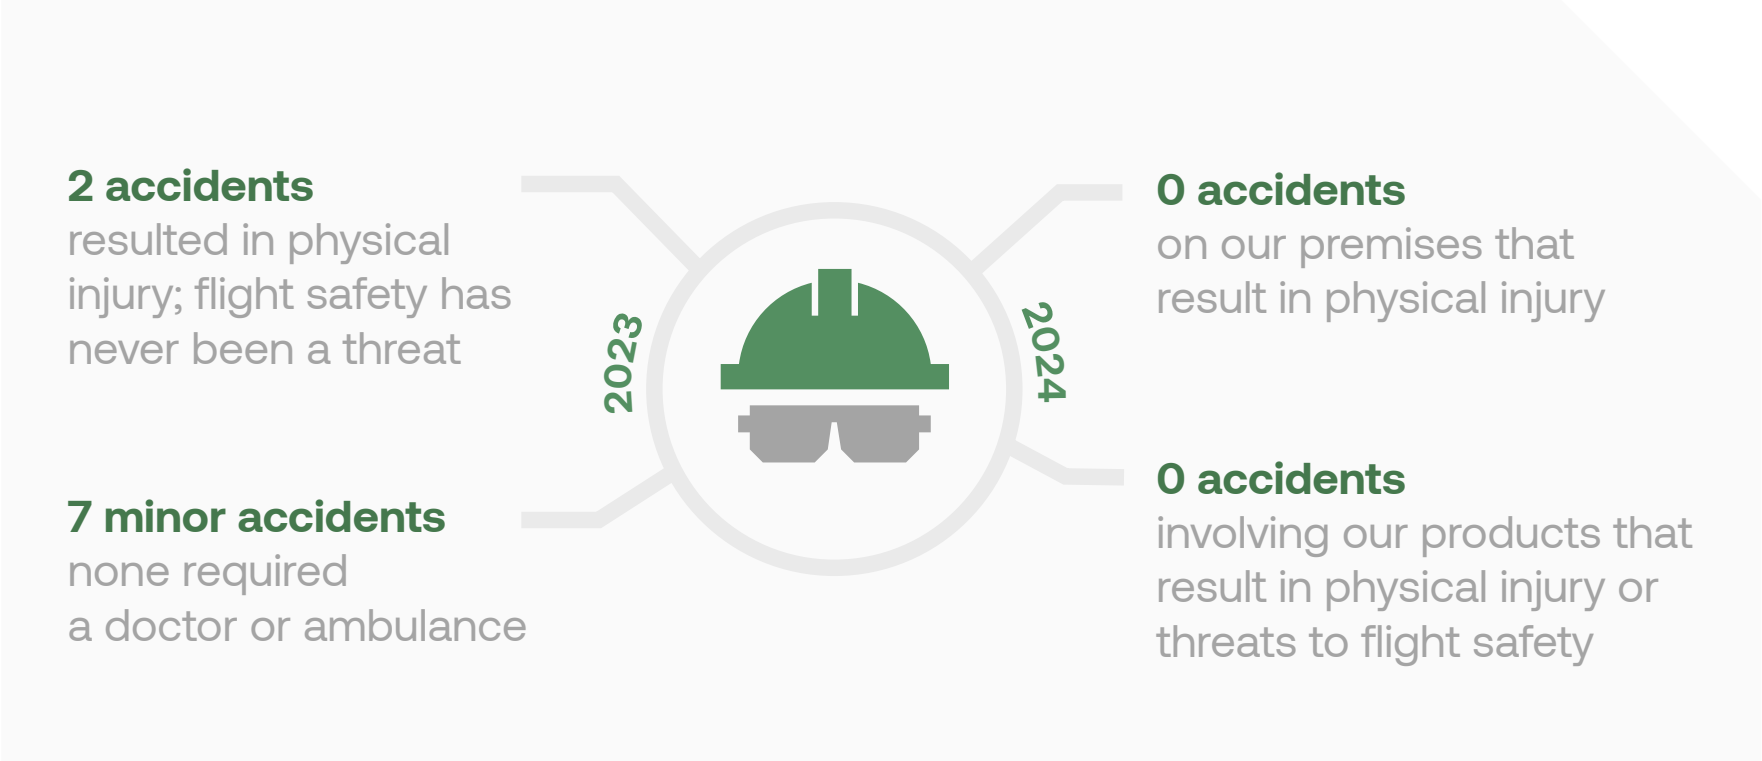 2 accidents
resulted in physical
injury; flight safety has
never been a threat
7 minor accidents
none required
a doctor or ambulance
2023
2024
0 accidents
on our premises that
result in physical injury
0 accidents
involving our products that
result in physical injury or
threats to flight safety